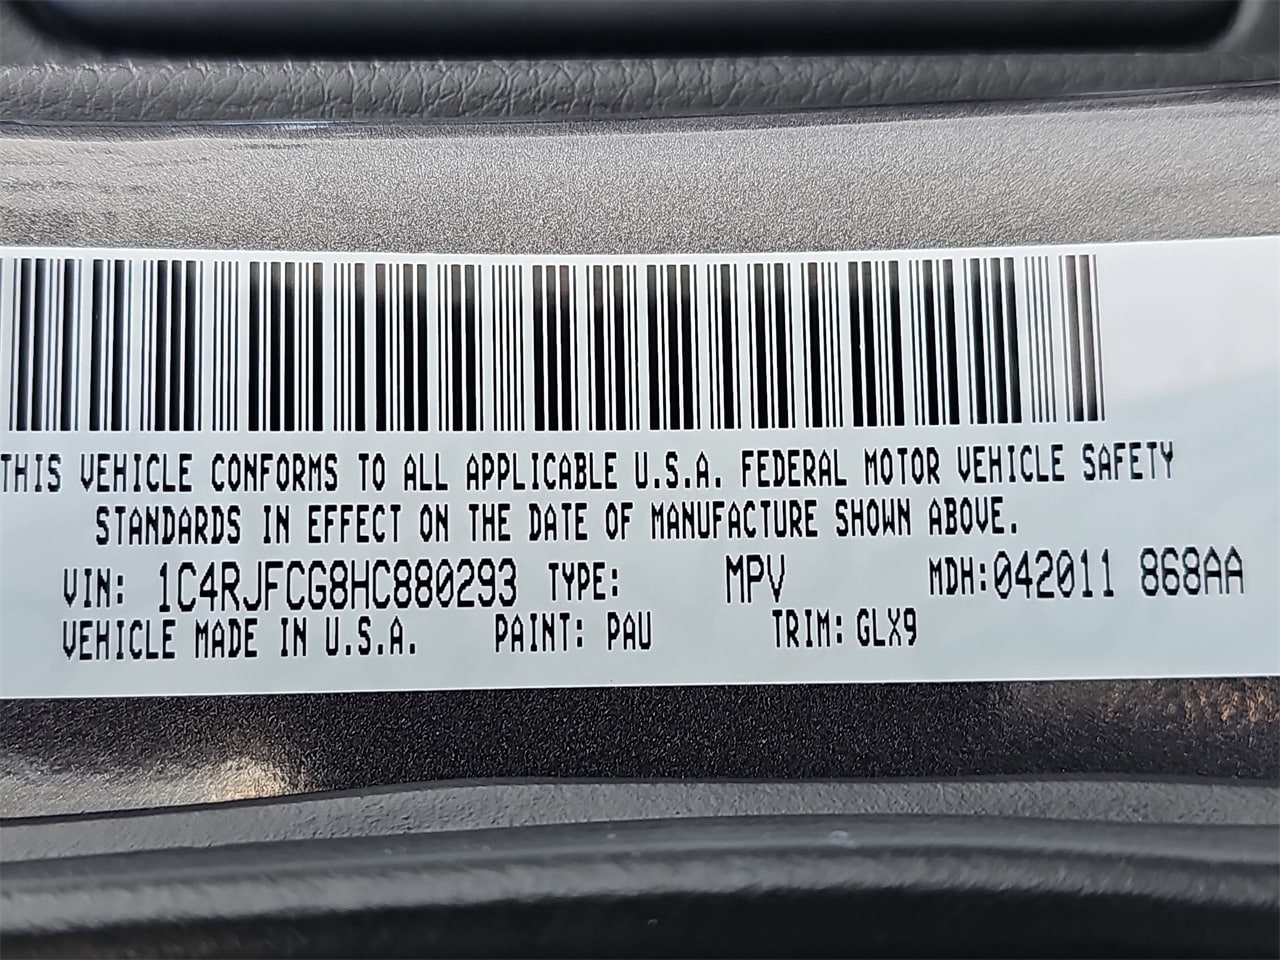 THIS VEHICLE CONFORMS TO ALL APPLICABLE U.S.A. FEDERAL MOTOR VEHICLE SAFETY
STANDARDS IN EFFECT ON THE DATE OF MANUFACTURE SHOWN ABOVE.
VIN: 1C4RJFCG8HC880293 TYPE: MPV MDH:042011 868AA
VEHICLE MADE IN U.S.A. PAINT: PAU TRIM: GLX9